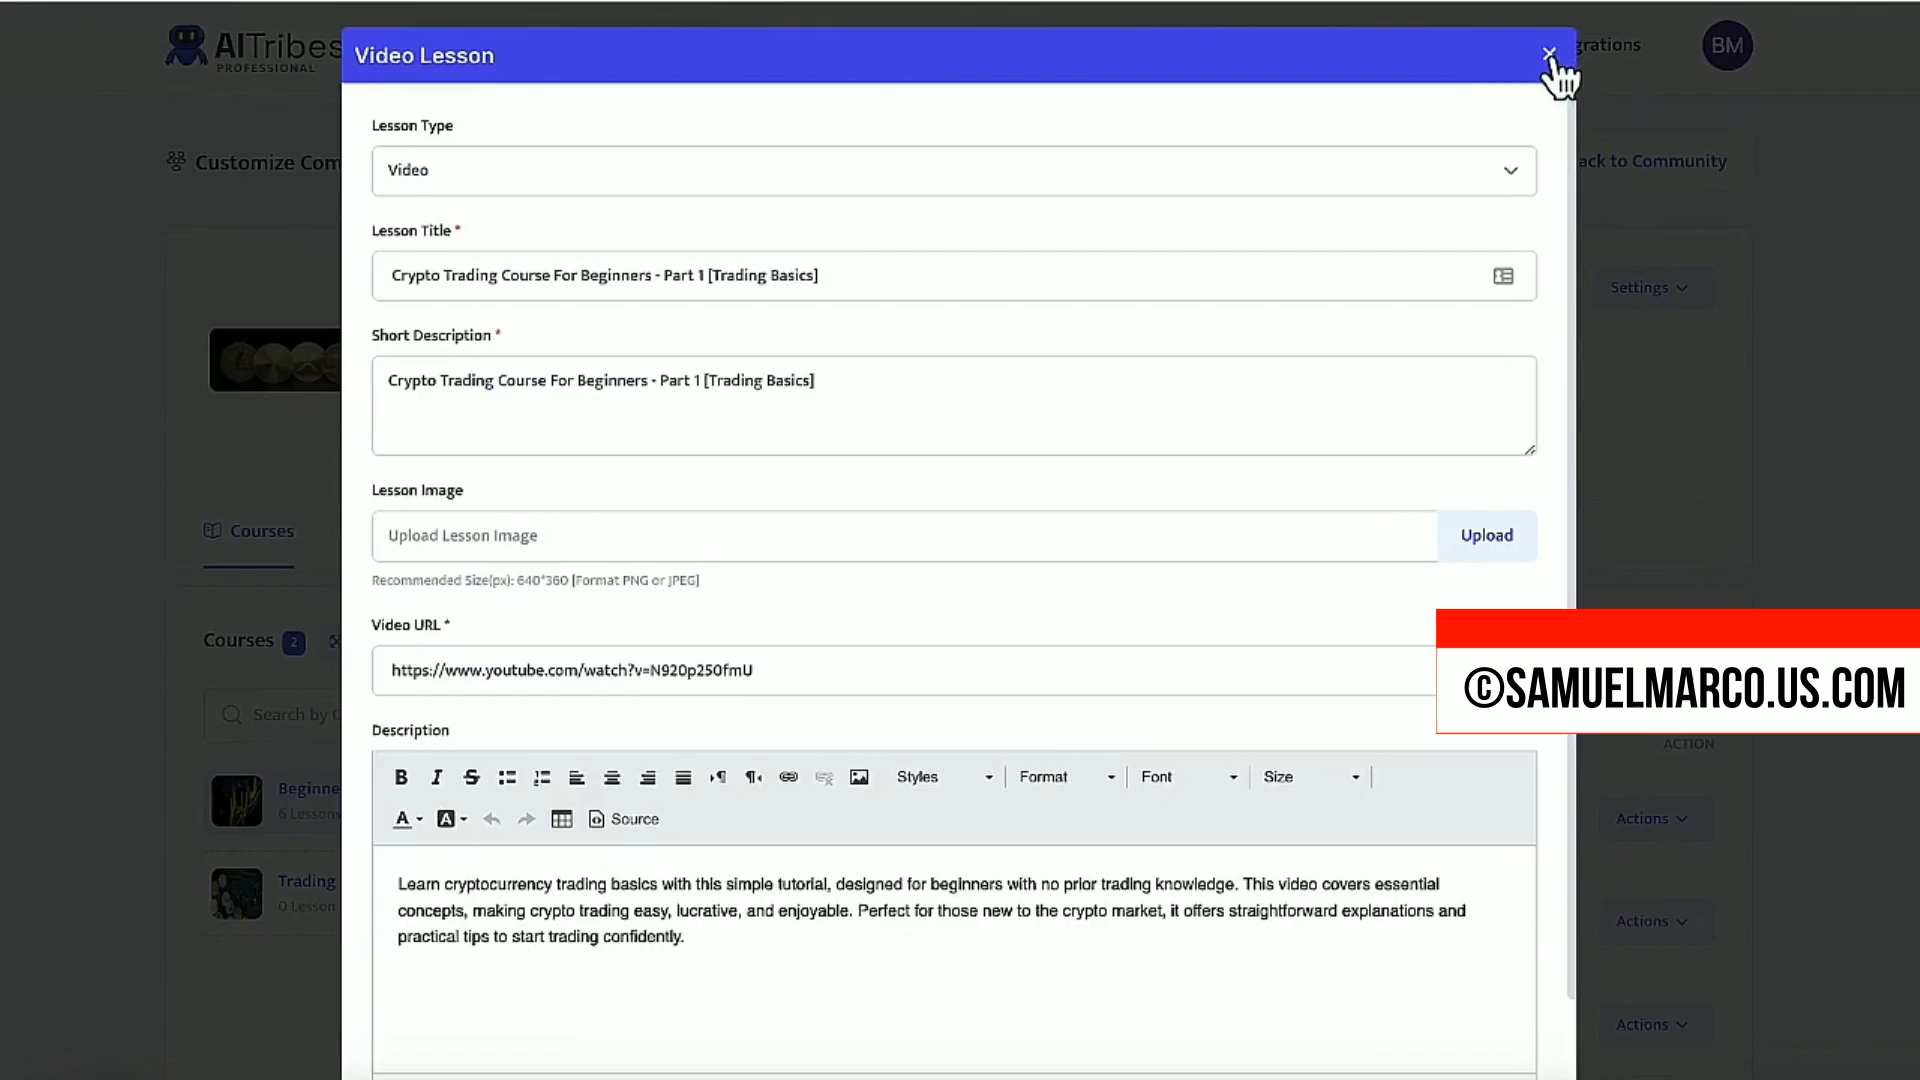 AITribes
PROFESSIONAL
Video Lesson
grations
BM
Customize Com
ack to Community
Lesson Type
Video
Lesson Title *
Crypto Trading Course For Beginners - Part 1 [Trading Basics]
Settings
Short Description *
Crypto Trading Course For Beginners - Part 1 [Trading Basics]
Lesson Image
Upload Lesson Image
Upload
Courses
Recommended Size(px): 640*360 [Format PNG or JPEG]
Video URL *
Courses 2
https://www.youtube.com/watch?v=N920p250fmU
©SAMUELMARCO.US.COM
Search by C
Description
ACTION
B I S Styles Format Font Size
A A Source
Beginne
6 Lessons
Actions
Learn cryptocurrency trading basics with this simple tutorial, designed for beginners with no prior trading knowledge. This video covers essential
concepts, making crypto trading easy, lucrative, and enjoyable. Perfect for those new to the crypto market, it offers straightforward explanations and
practical tips to start trading confidently.
Trading
0 Lesson
Actions
Actions